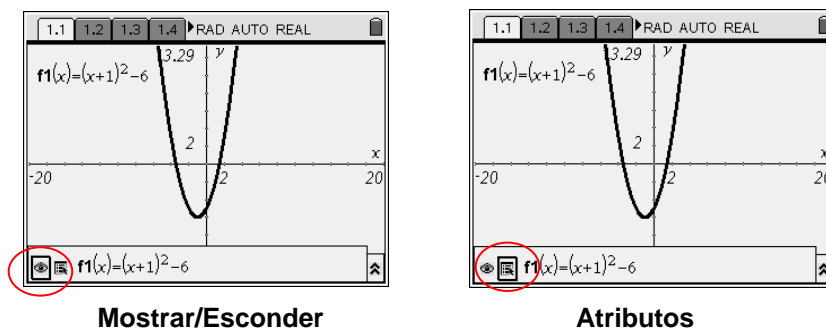 1.1 1.2 1.3 1.4 RAD AUTO REAL
3.29 y
f1(x)=(x+1)²-6
2
x
-20 2 20
f1(x)=(x+1)²-6
Mostrar/Esconder
1.1 1.2 1.3 1.4 RAD AUTO REAL
3.29 y
f1(x)=(x+1)²-6
2
x
-20 2 20
f1(x)=(x+1)²-6
Atributos